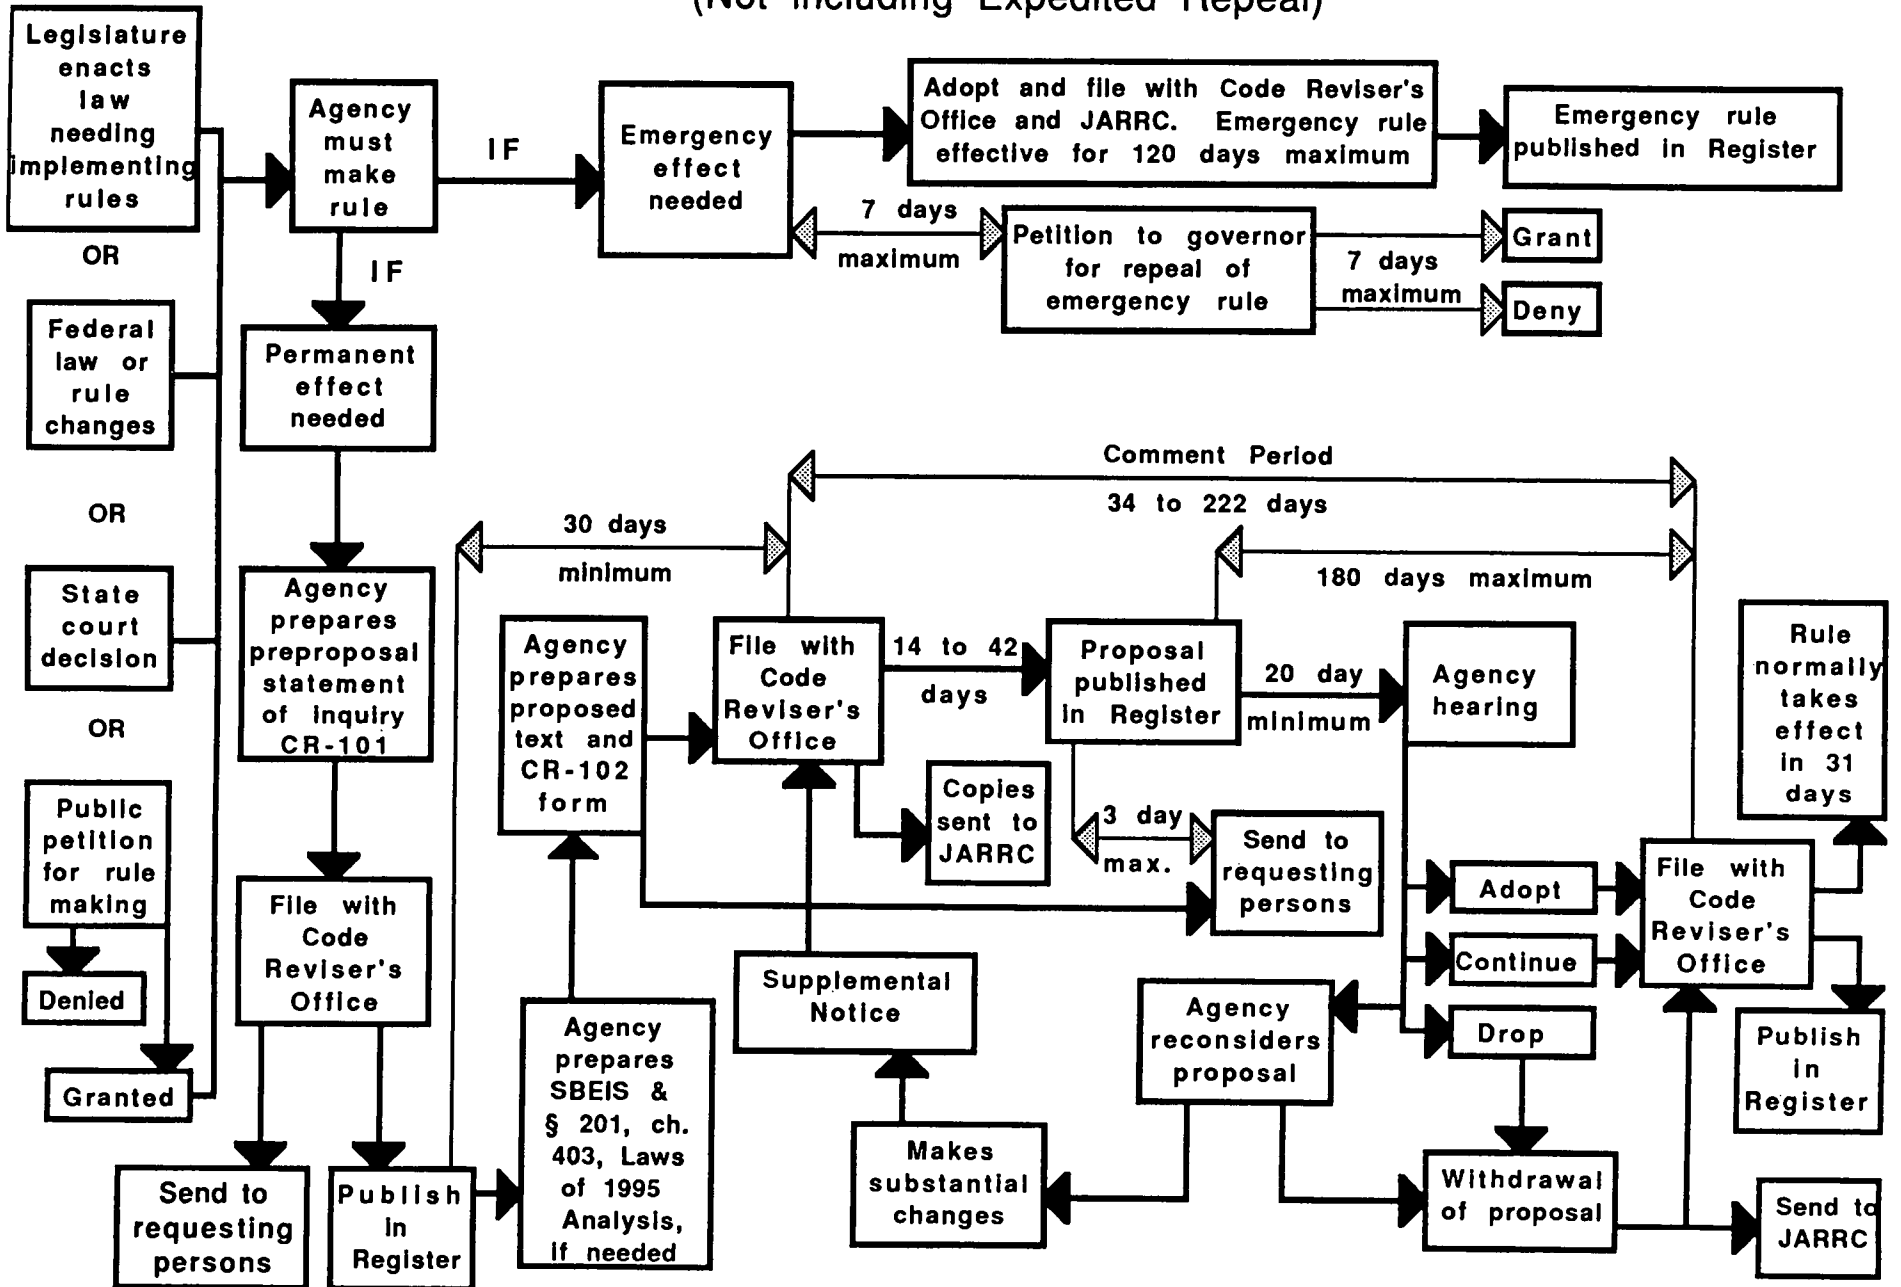 (Not including Expedited Repeal)
Legislature
enacts
law
needing
implementing
rules
OR
Federal
law or
rule
changes
OR
State
court
decision
OR
Public
petition
for rule
making
Denied
Granted
Agency
must
make
rule
IF
IF
Emergency
effect
needed
Adopt and file with Code Reviser's
Office and JARRC. Emergency rule
effective for 120 days maximum
Emergency rule
published in Register
7 days
maximum
Petition to governor
for repeal of
emergency rule
7 days
maximum
Grant
Deny
Permanent
effect
needed
Agency
prepares
preproposal
statement
of inquiry
CR-101
File with
Code
Reviser's
Office
Send to
requesting
persons
Publish
in
Register
30 days
minimum
Agency
prepares
SBEIS &
§ 201, ch.
403, Laws
of 1995
Analysis,
if needed
Agency
prepares
proposed
text and
CR-102
form
File with
Code
Reviser's
Office
Comment Period
34 to 222 days
180 days maximum
14 to 42
days
Copies
sent to
JARRC
Proposal
published
in Register
20 day
minimum
3 day
max.
Send to
requesting
persons
Agency
hearing
Adopt
Continue
Drop
Supplemental
Notice
Agency
reconsiders
proposal
Makes
substantial
changes
Withdrawal
of proposal
File with
Code
Reviser's
Office
Rule
normally
takes
effect
in 31
days
Publish
in
Register
Send to
JARRC